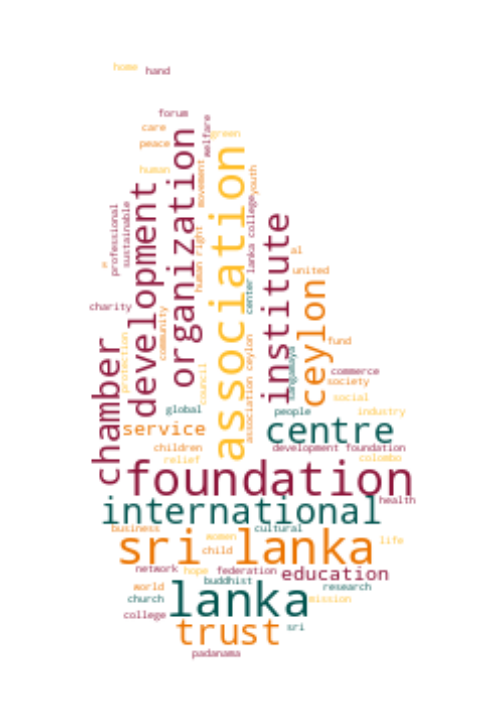 home
hand
forum
care
welfare
green
peace
organization
association
human
movement
youth
development
professional
sustainable
lanka college
institute
human right
al
united
ceylon
center
charity
community
fund
chamber
protection
association ceylon
sangamaya
commerce
society
council
social
global
people
industry
service
centre
children
development foundation
relief
colombo
foundation
international
health
business
cultural
women
sri lanka
child
life
network
hope
federation
education
buddhist
world
research
church
lanka
mission
college
trust
sri
padanama